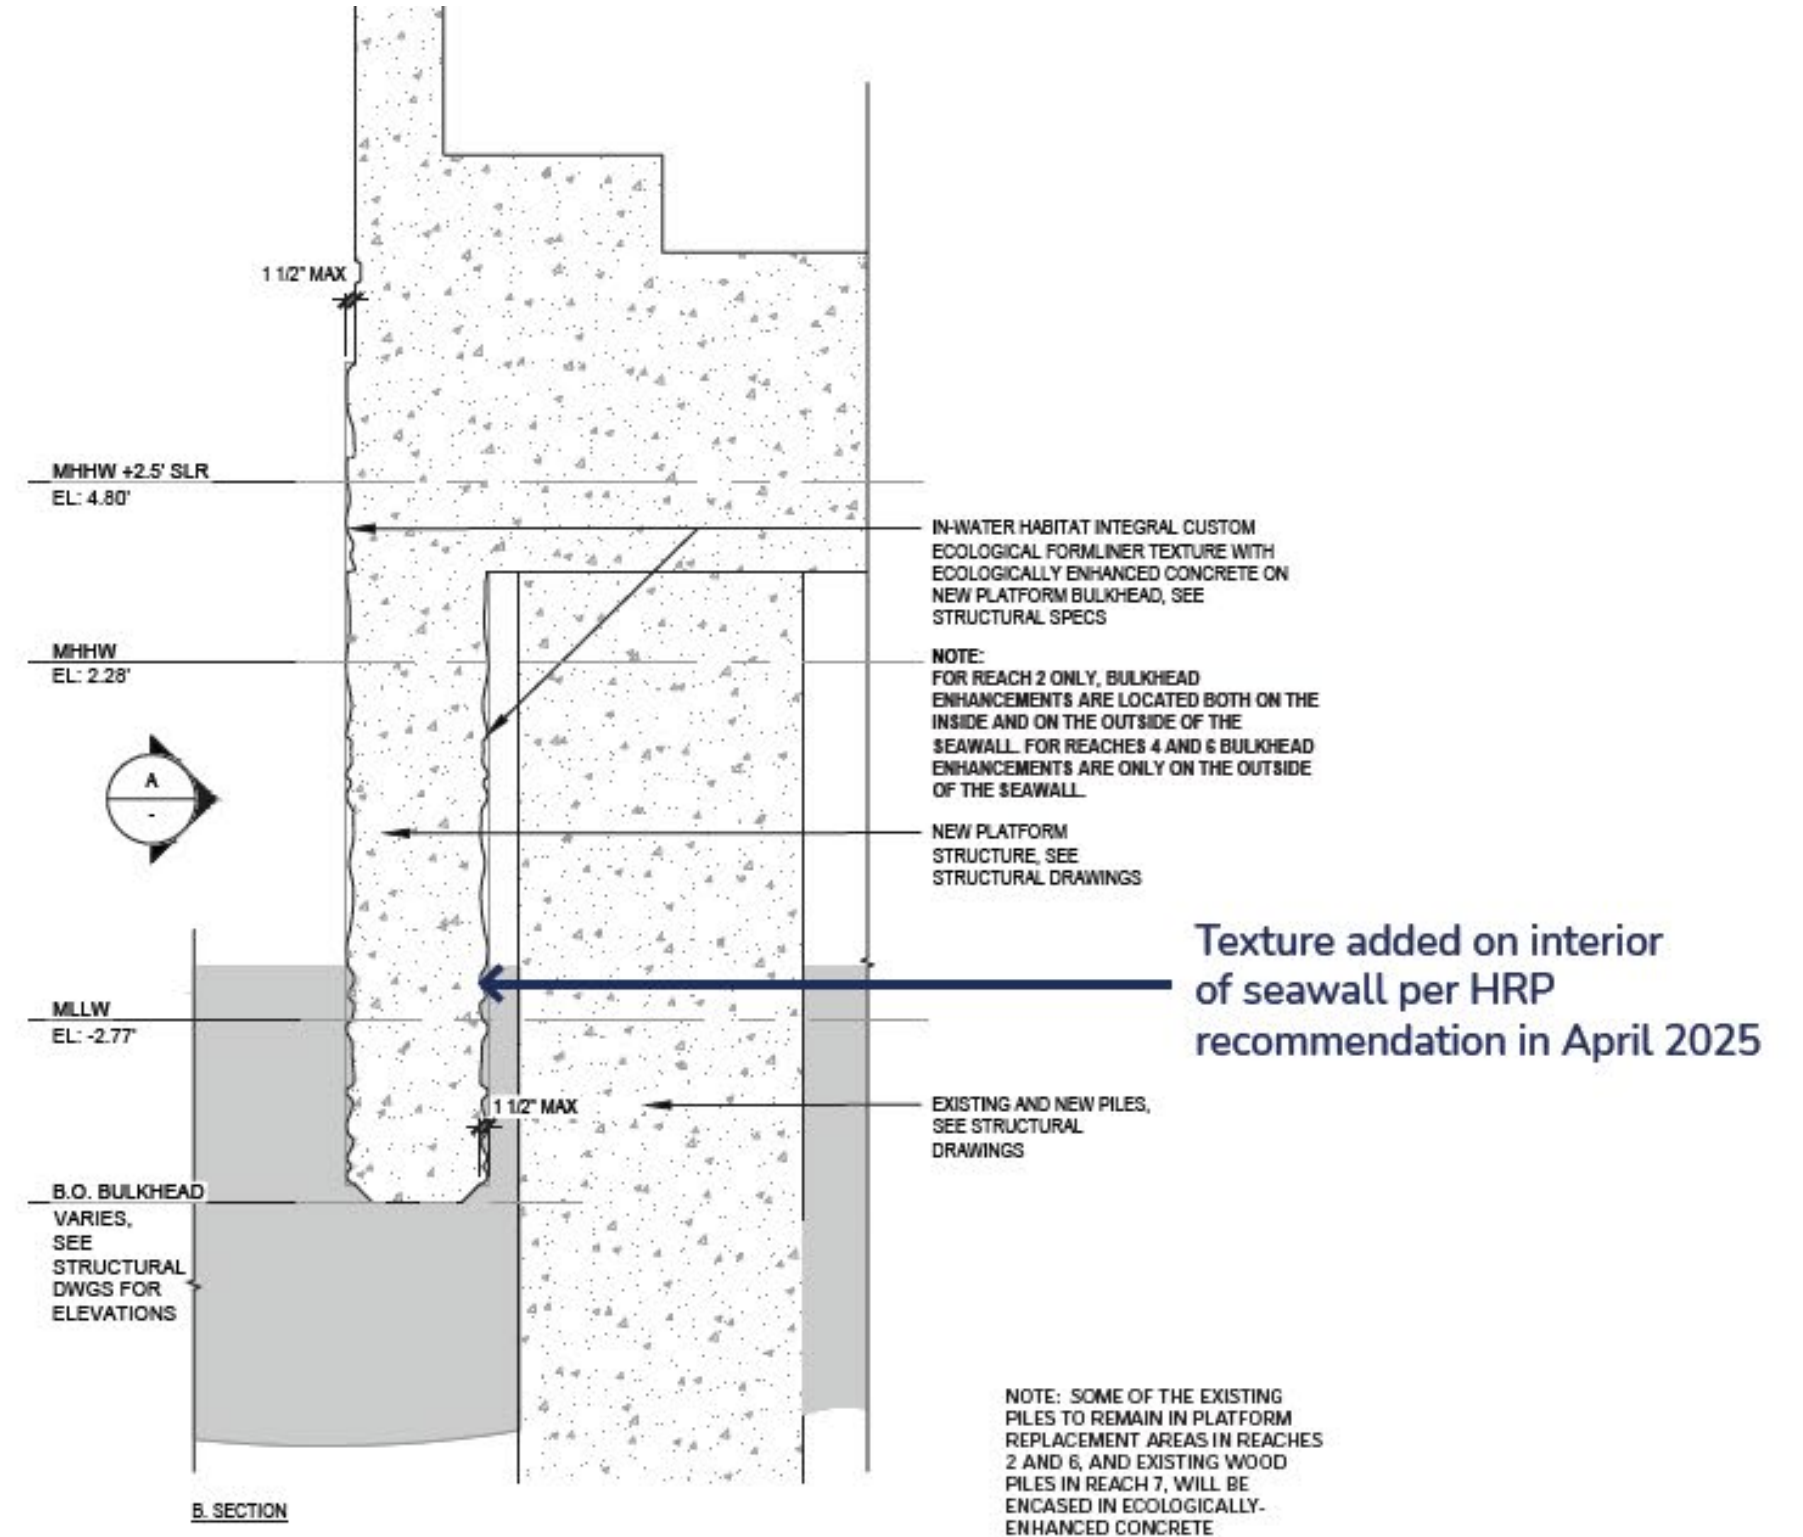 1 1/2" MAX
MHHW +2.5' SLR
EL: 4.80'
IN-WATER HABITAT INTEGRAL CUSTOM
ECOLOGICAL FORMLINER TEXTURE WITH
ECOLOGICALLY ENHANCED CONCRETE ON
NEW PLATFORM BULKHEAD, SEE
STRUCTURAL SPECS
MHHW
EL: 2.28'
NOTE:
FOR REACH 2 ONLY, BULKHEAD
ENHANCEMENTS ARE LOCATED BOTH ON THE
INSIDE AND ON THE OUTSIDE OF THE
SEAWALL. FOR REACHES 4 AND 6 BULKHEAD
ENHANCEMENTS ARE ONLY ON THE OUTSIDE
OF THE SEAWALL.
A
-
NEW PLATFORM
STRUCTURE, SEE
STRUCTURAL DRAWINGS
Texture added on interior
of seawall per HRP
recommendation in April 2025
MLLW
EL: -2.77'
1 1/2" MAX
EXISTING AND NEW PILES,
SEE STRUCTURAL
DRAWINGS
B.O. BULKHEAD
VARIES,
SEE
STRUCTURAL
DWGS FOR
ELEVATIONS
NOTE: SOME OF THE EXISTING
PILES TO REMAIN IN PLATFORM
REPLACEMENT AREAS IN REACHES
2 AND 6, AND EXISTING WOOD
PILES IN REACH 7, WILL BE
ENCASED IN ECOLOGICALLY-
ENHANCED CONCRETE
B. SECTION